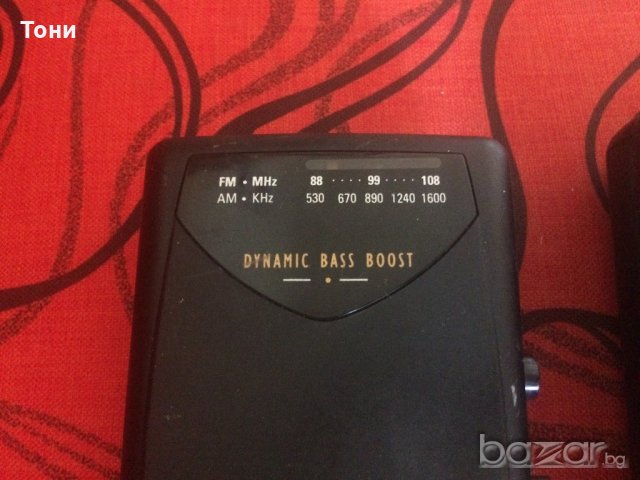 Тони
FM • MHz 88 ···· 99 ···· 108
AM • KHz 530 670 890 1240 1600
DYNAMIC BASS BOOST
bazar.bg